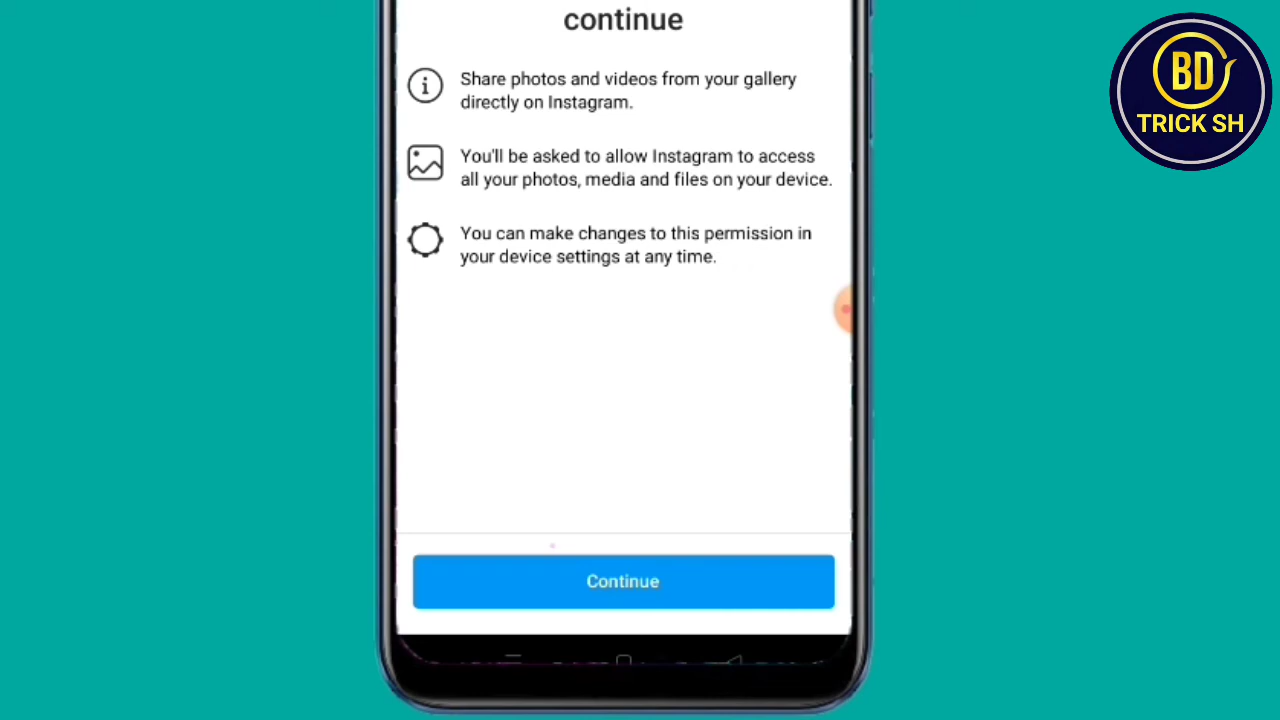 continue
Share photos and videos from your gallery
directly on Instagram.
You'll be asked to allow Instagram to access
all your photos, media and files on your device.
You can make changes to this permission in
your device settings at any time.
Continue
BD
TRICK SH